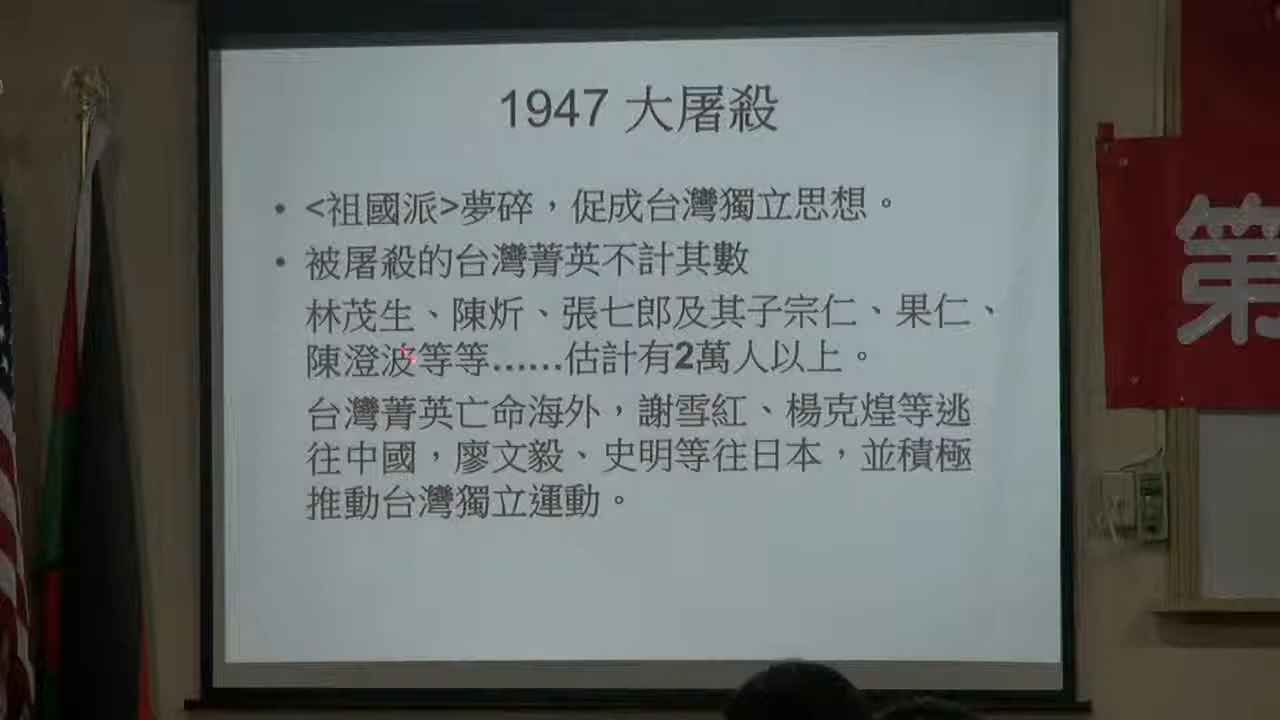 1947 大屠殺
• <祖國派>夢碎，促成台灣獨立思想。
• 被屠殺的台灣菁英不計其數
林茂生、陳炘、張七郎及其子宗仁、果仁、
陳澄波等等……估計有2萬人以上。
台灣菁英亡命海外，謝雪紅、楊克煌等逃
往中國，廖文毅、史明等往日本，並積極
推動台灣獨立運動。
第